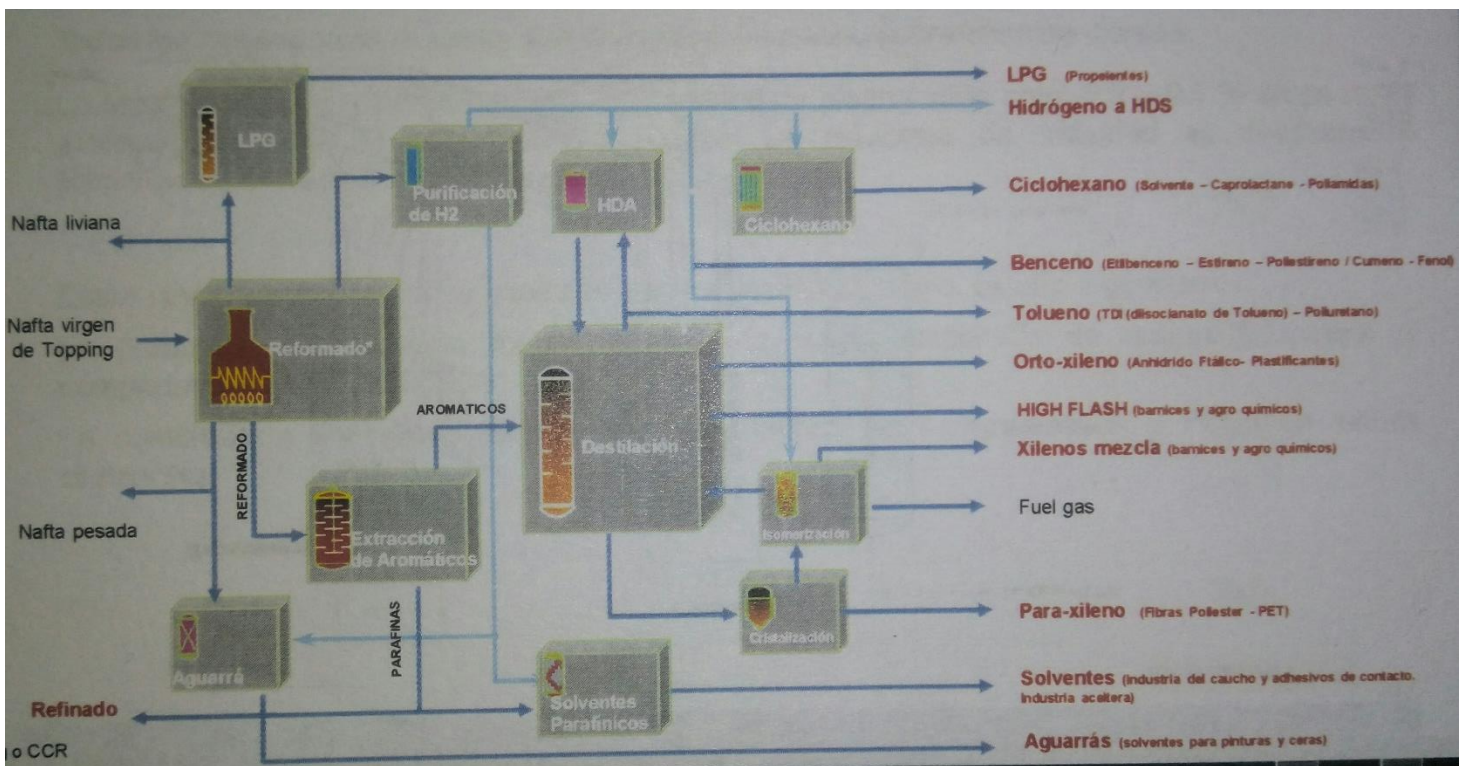 LPG
LPG (Propelentes)
Hidrógeno a HDS
Purificación
de H2
HDA
Ciclohexano
Ciclohexano (Solvente – Caprolactane - Poliamidas)
Nafta liviana
Benceno (Etilbenceno – Estireno – Poliestireno / Cumeno - Fenol)
Nafta virgen
de Topping
Reformado*
Tolueno (TDI (diisocianato de Tolueno) – Poliuretano)
Orto-xileno (Anhidrido Ftálico- Plastificantes)
AROMATICOS
HIGH FLASH (barnices y agro químicos)
Destilación
Xilenos mezcla (barnices y agro químicos)
REFORMADO
Nafta pesada
Extracción
de Aromáticos
Isomerización
Fuel gas
PARAFINAS
Cristalización
Para-xileno (Fibras Poliester - PET)
Aguarrá
Solventes
Parafínicos
Solventes (Industria del caucho y adhesivos de contacto.
Industria aceitera)
Refinado
Aguarrás (solventes para pinturas y ceras)
o CCR